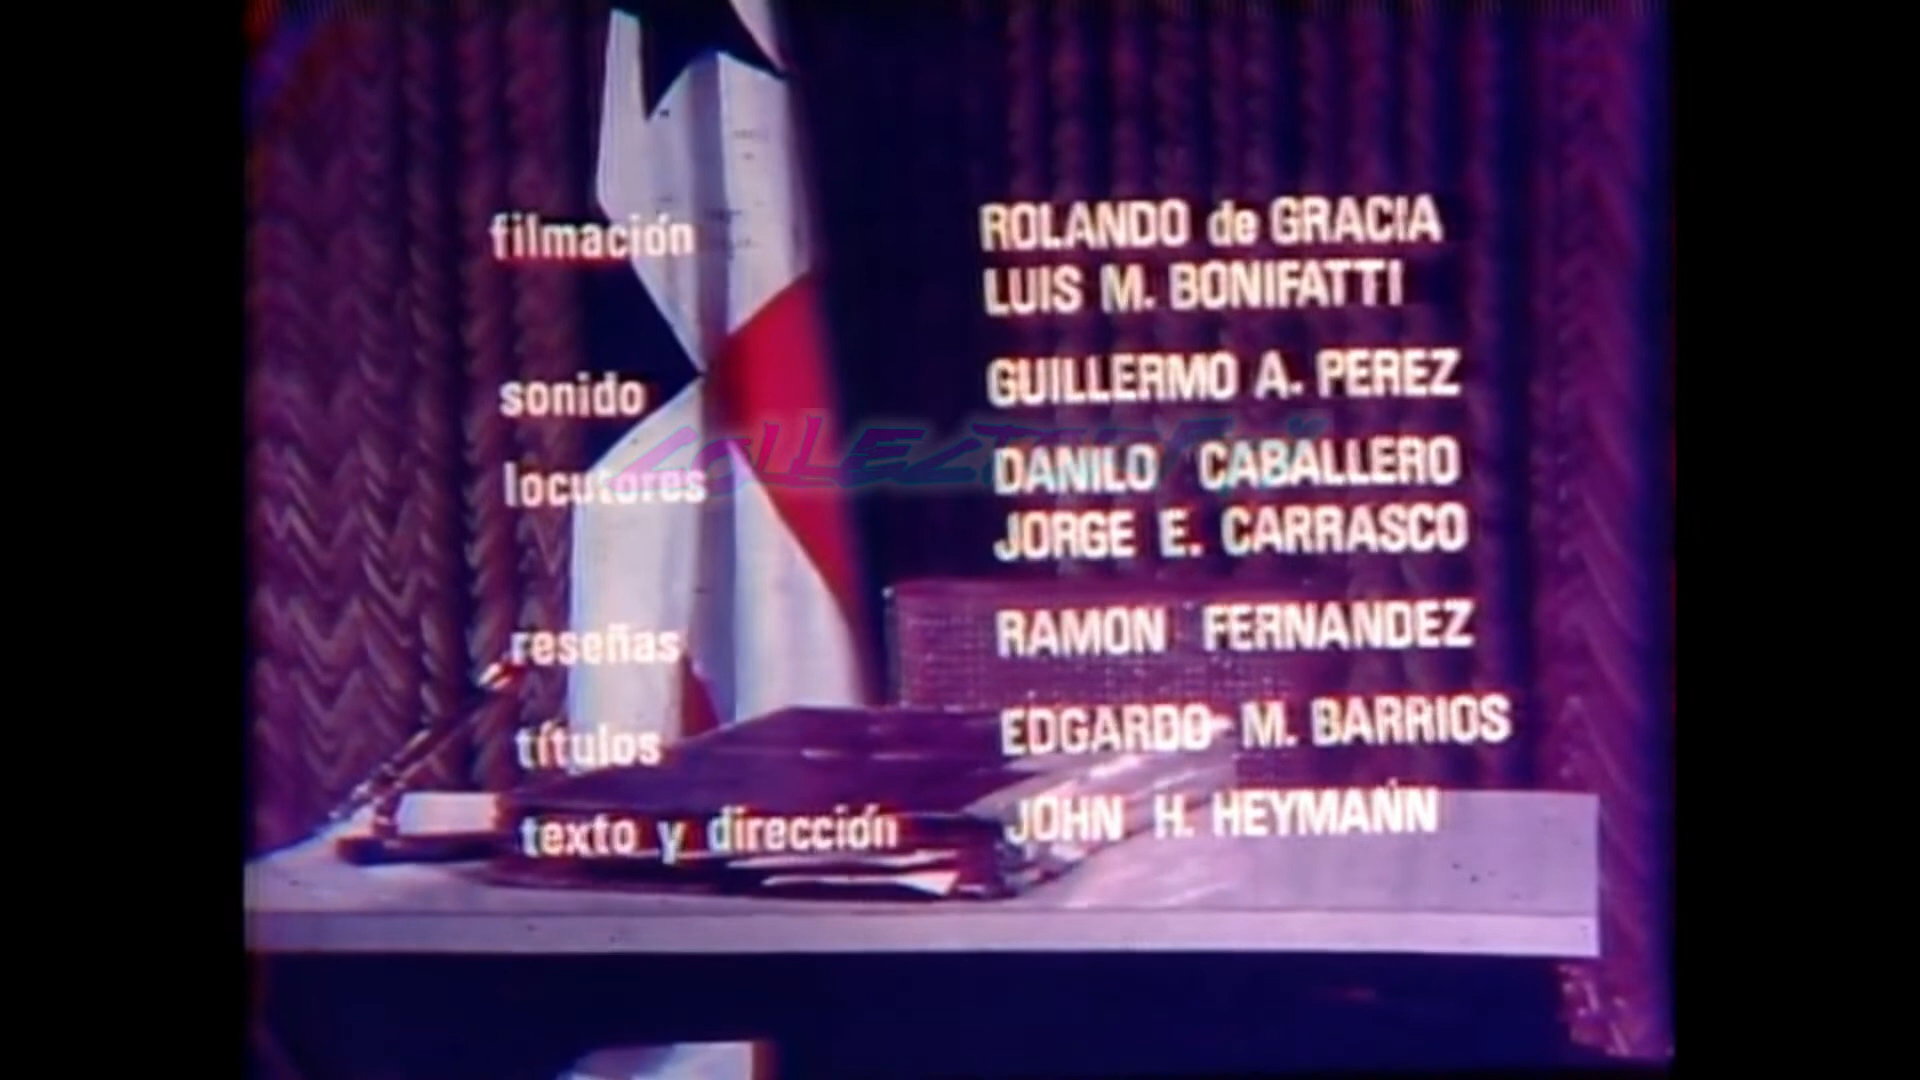 filmación ROLANDO de GRACIA
LUIS M. BONIFATTI
sonido GUILLERMO A. PEREZ
locutores DANILO CABALLERO
JORGE E. CARRASCO
reseñas RAMON FERNANDEZ
títulos EDGARDO M. BARRIOS
texto y dirección JOHN H. HEYMANN